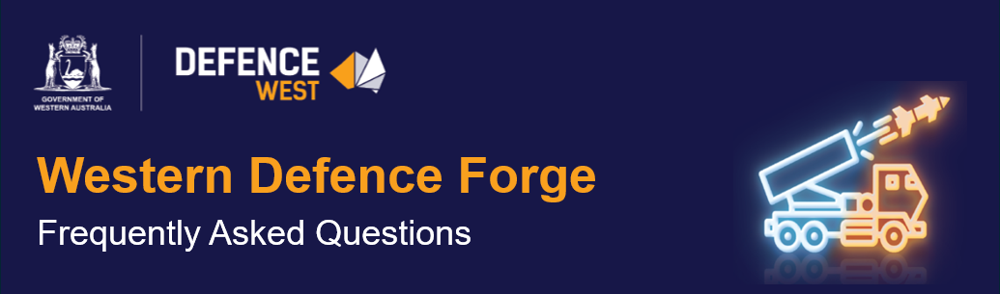 GOVERNMENT OF
WESTERN AUSTRALIA
DEFENCE
WEST
Western Defence Forge
Frequently Asked Questions